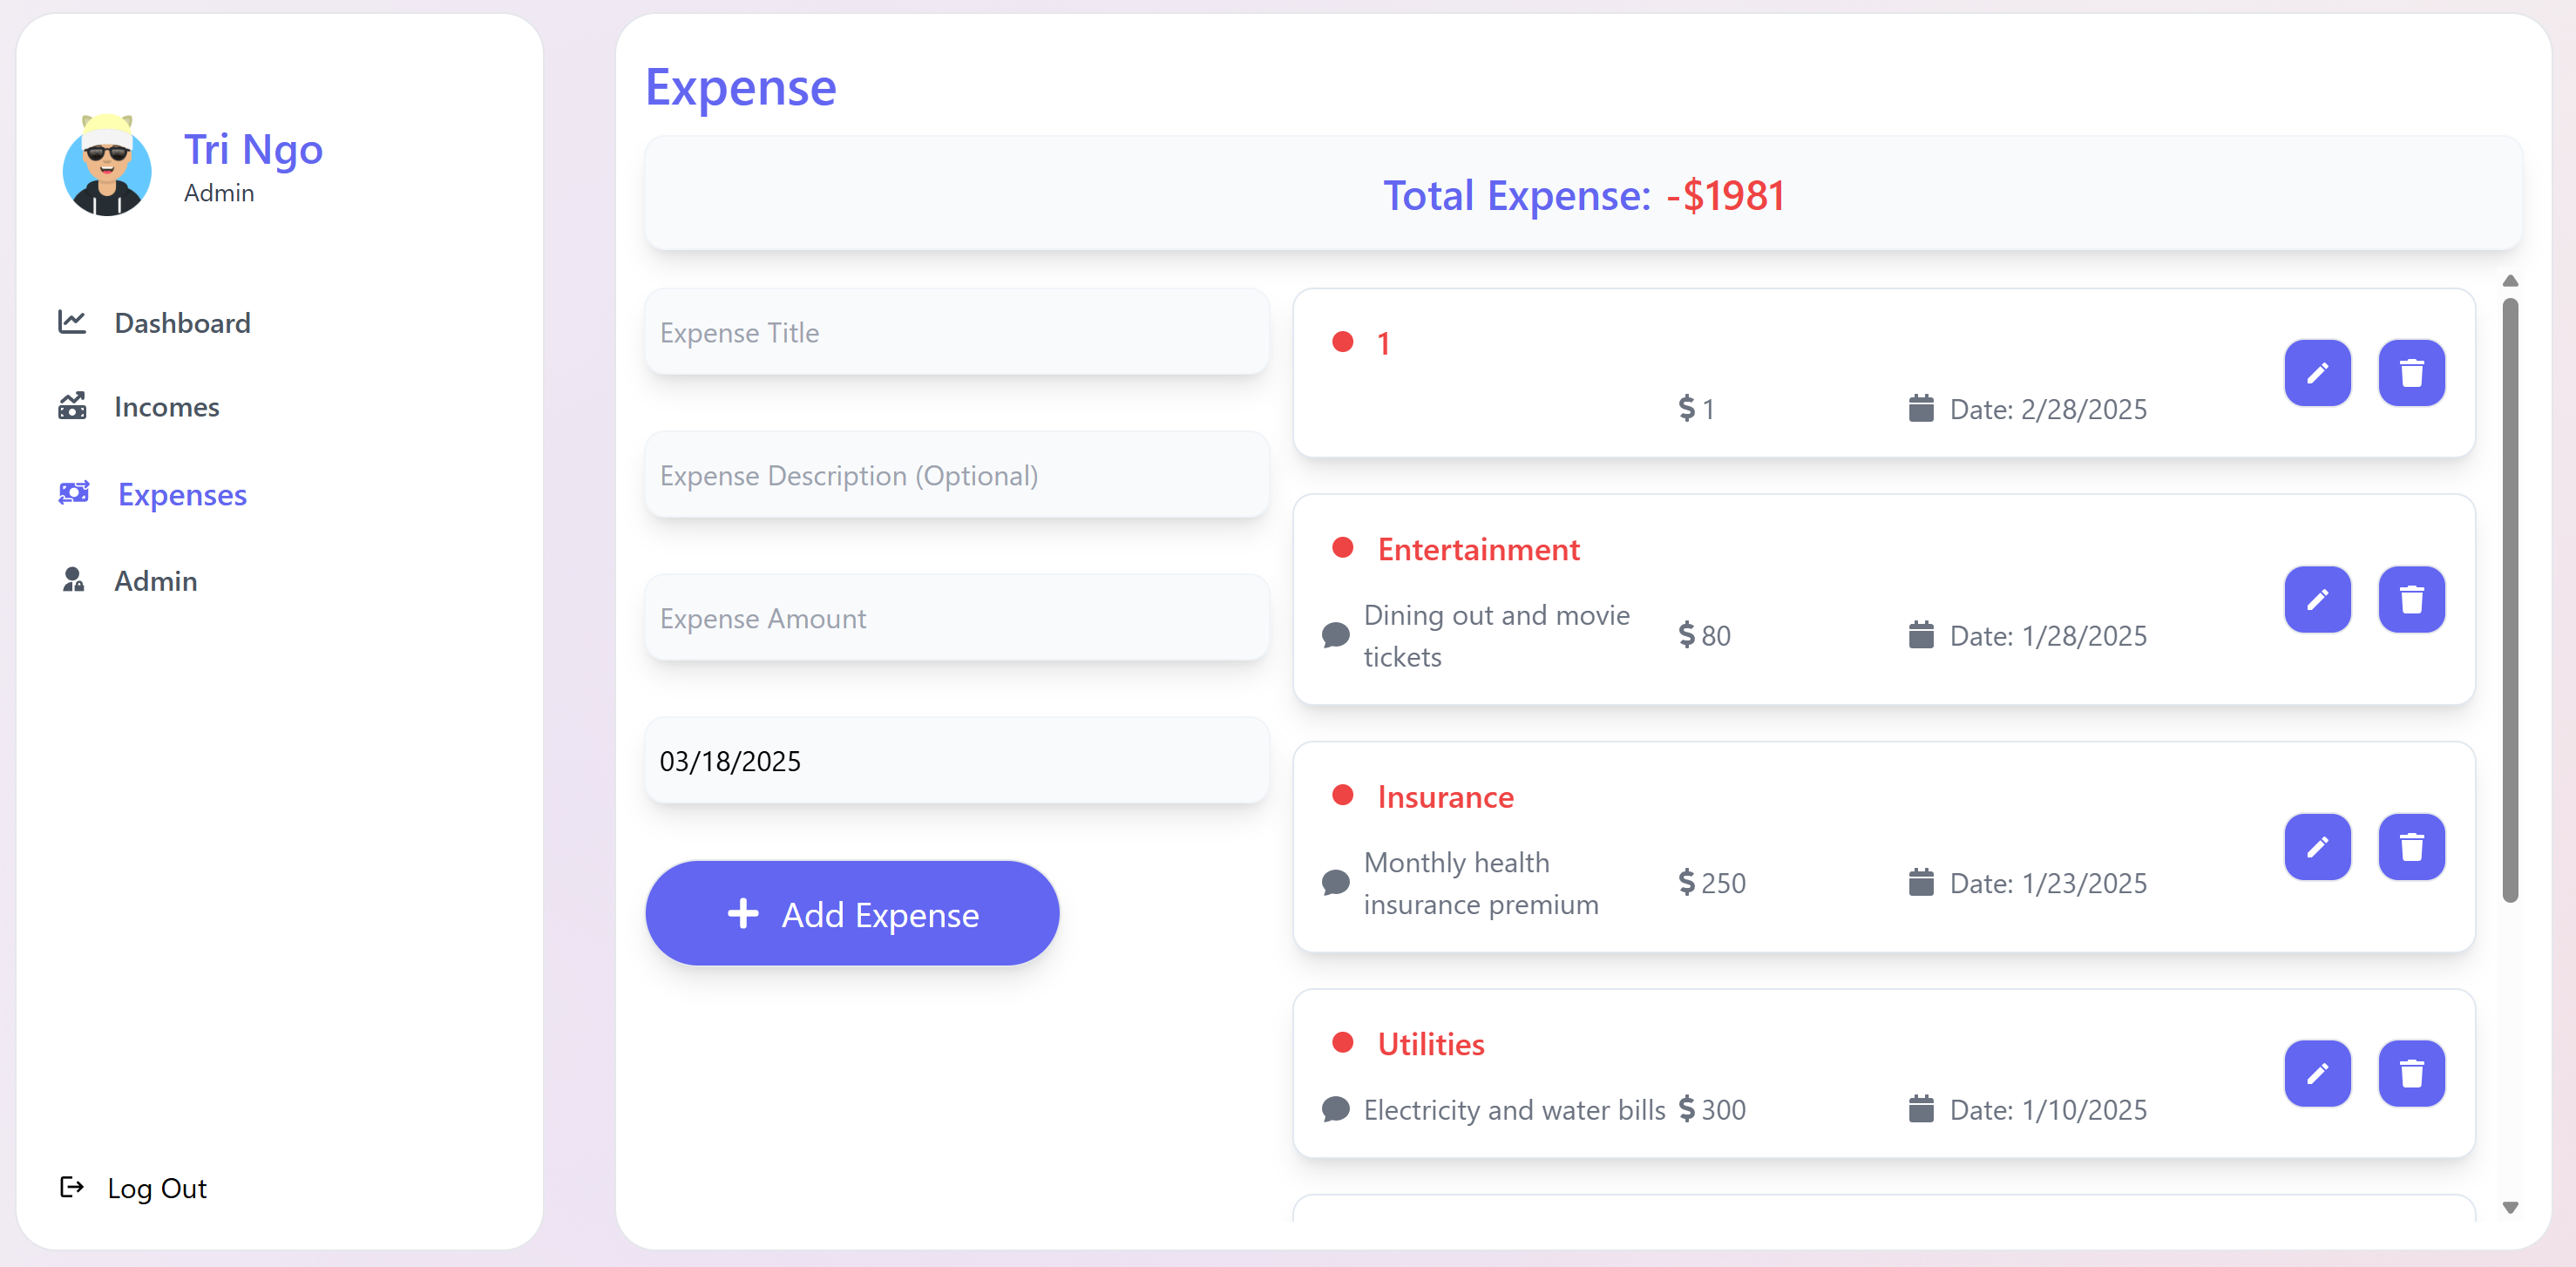 Tri Ngo
Admin
Dashboard
Incomes
Expenses
Admin
Log Out
Expense
Total Expense: -$1981
Expense Title
Expense Description (Optional)
Expense Amount
03/18/2025
Add Expense
1
$ 1
Date: 2/28/2025
Entertainment
Dining out and movie
tickets
$ 80
Date: 1/28/2025
Insurance
Monthly health
insurance premium
$ 250
Date: 1/23/2025
Utilities
Electricity and water bills
$ 300
Date: 1/10/2025